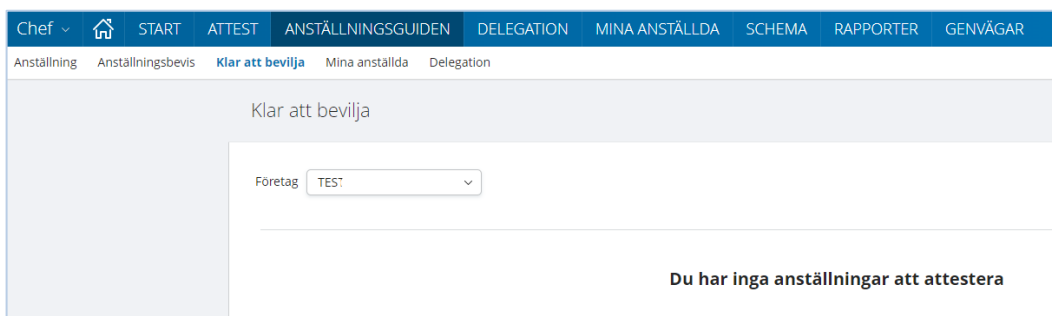 Chef START ATTEST ANSTÄLLNINGSGUIDEN DELEGATION MINA ANSTÄLLDA SCHEMA RAPPORTER GENVÄGAR
Anställning Anställningsbevis Klar att bevilja Mina anställda Delegation
Klar att bevilja
Företag TEST
Du har inga anställningar att attestera